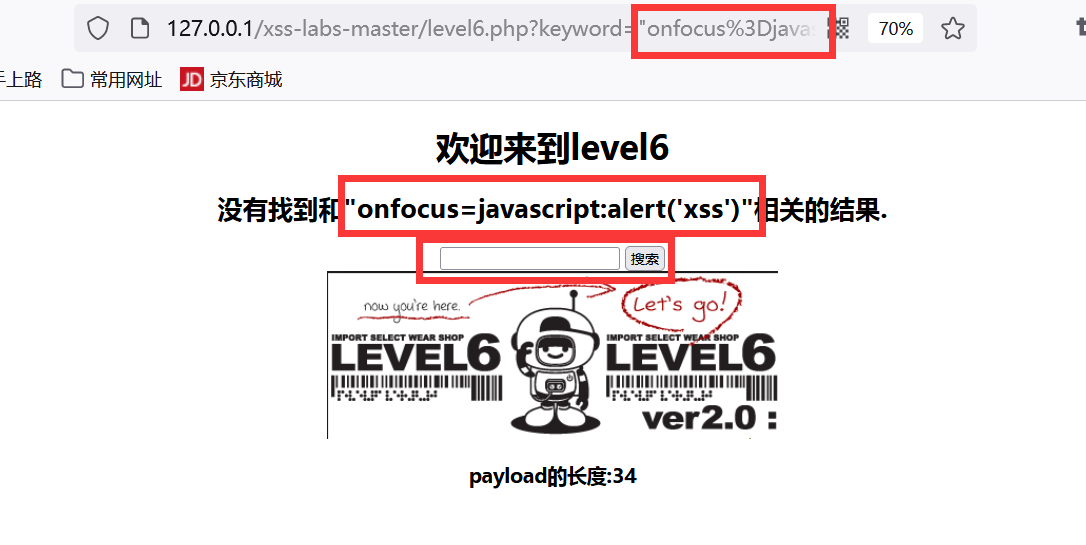 127.0.0.1/xss-labs-master/level6.php?keyword="onfocus%3Djavas
70%
上路 常用网址 JD 京东商城
欢迎来到level6
没有找到和"onfocus=javascript:alert('xss')"相关的结果.
搜索
now you're here. Let's go!
IMPORT SELECT WEAR SHOP IMPORT SELECT WEAR SHOP
LEVEL6 LEVEL6
ver2.0 :
payload的长度:34